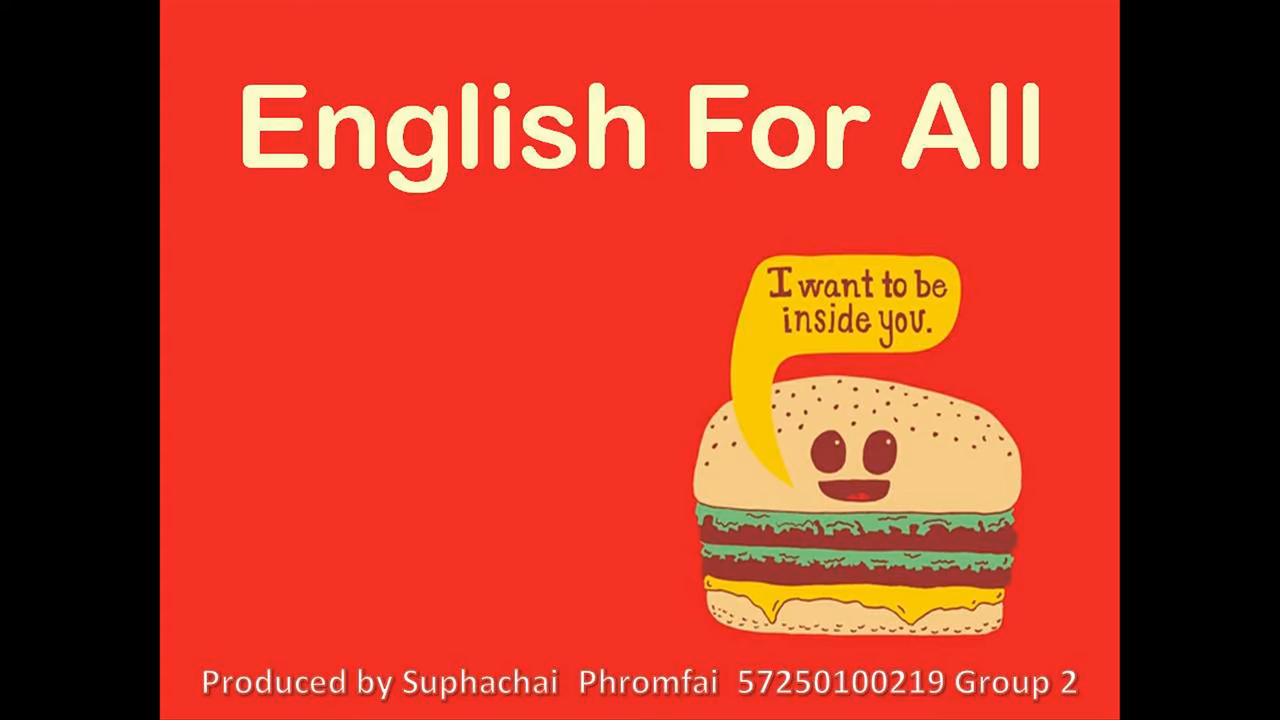 English For All
I want to be
inside you.
Produced by Suphachai Phromfai 57250100219 Group 2